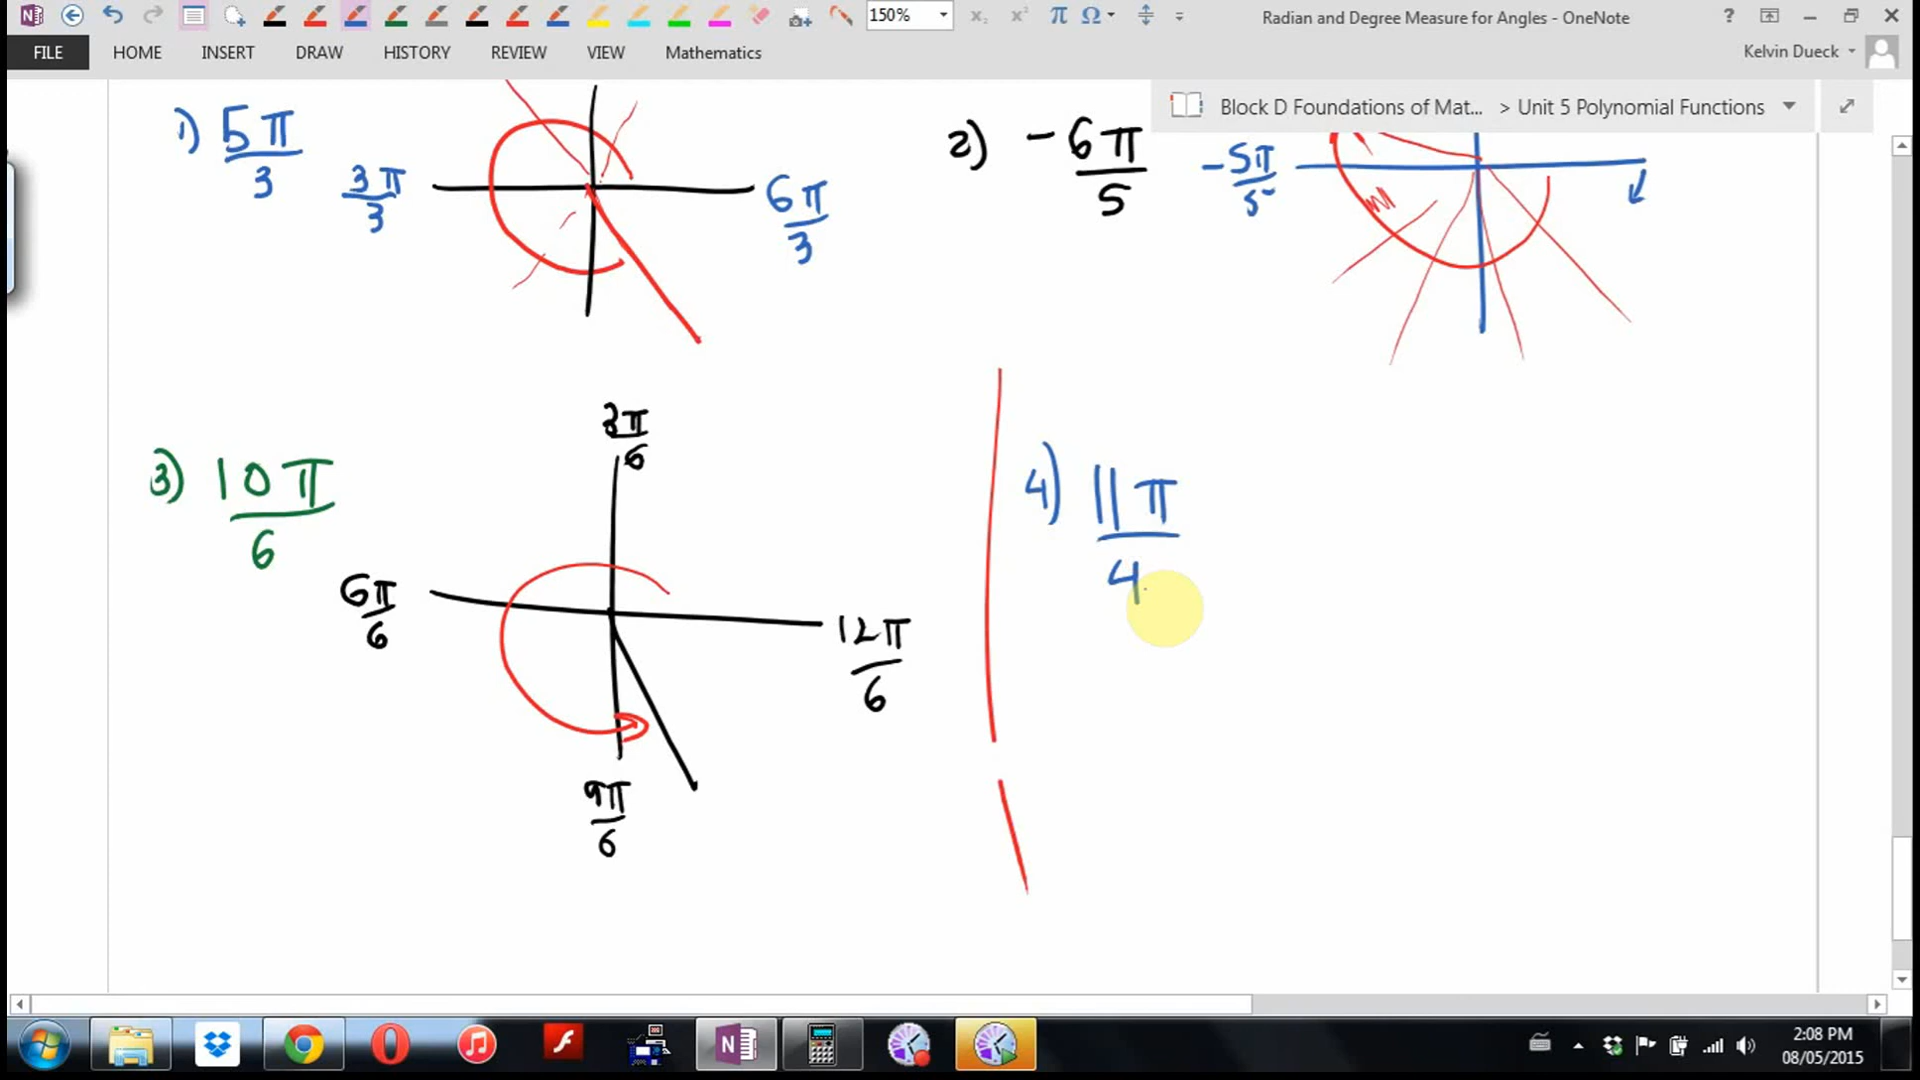 150%
x₂ x² π Ω
Radian and Degree Measure for Angles - OneNote
?
FILE HOME INSERT DRAW HISTORY REVIEW VIEW Mathematics
Kelvin Dueck
Block D Foundations of Mat... > Unit 5 Polynomial Functions
1) 5π/3
3π/3
6π/3
2) -6π/5
-5π/5
3) 10π/6
3π/6
6π/6
12π/6
9π/6
4) 11π/4
2:08 PM
08/05/2015